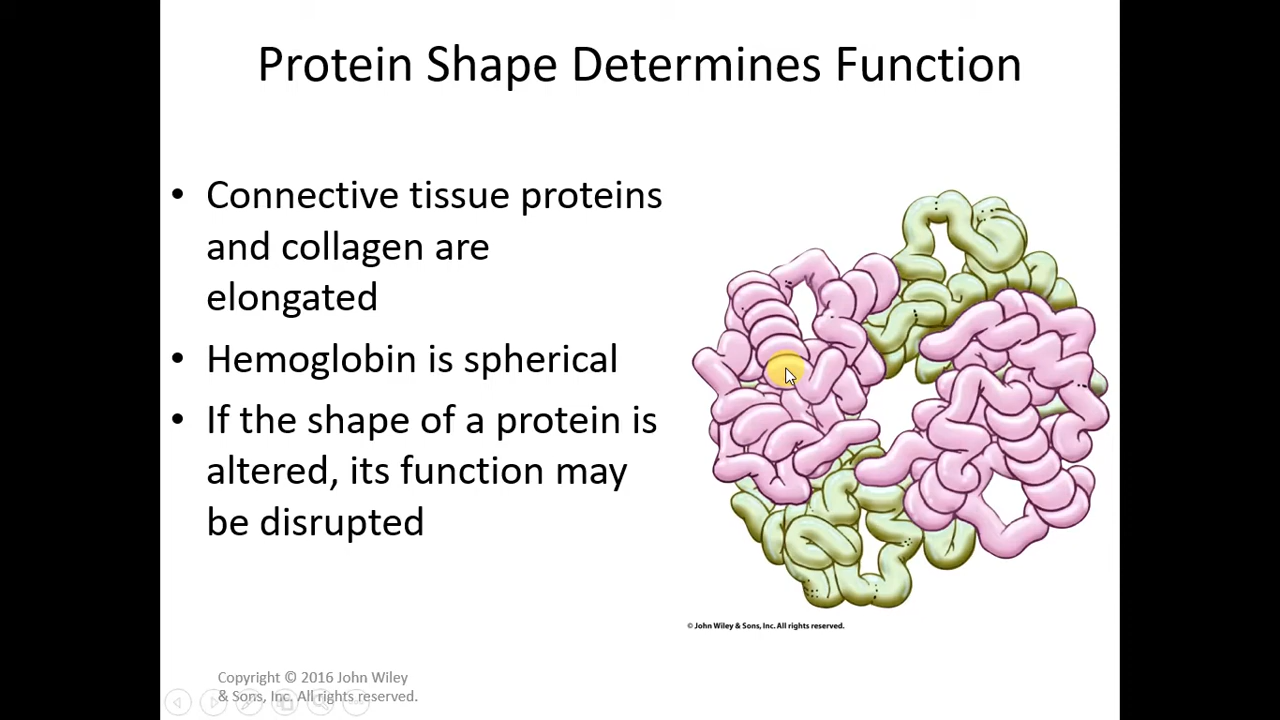 Protein Shape Determines Function
• Connective tissue proteins
and collagen are
elongated
• Hemoglobin is spherical
• If the shape of a protein is
altered, its function may
be disrupted
© John Wiley & Sons, Inc. All rights reserved.
Copyright © 2016 John Wiley
& Sons, Inc. All rights reserved.